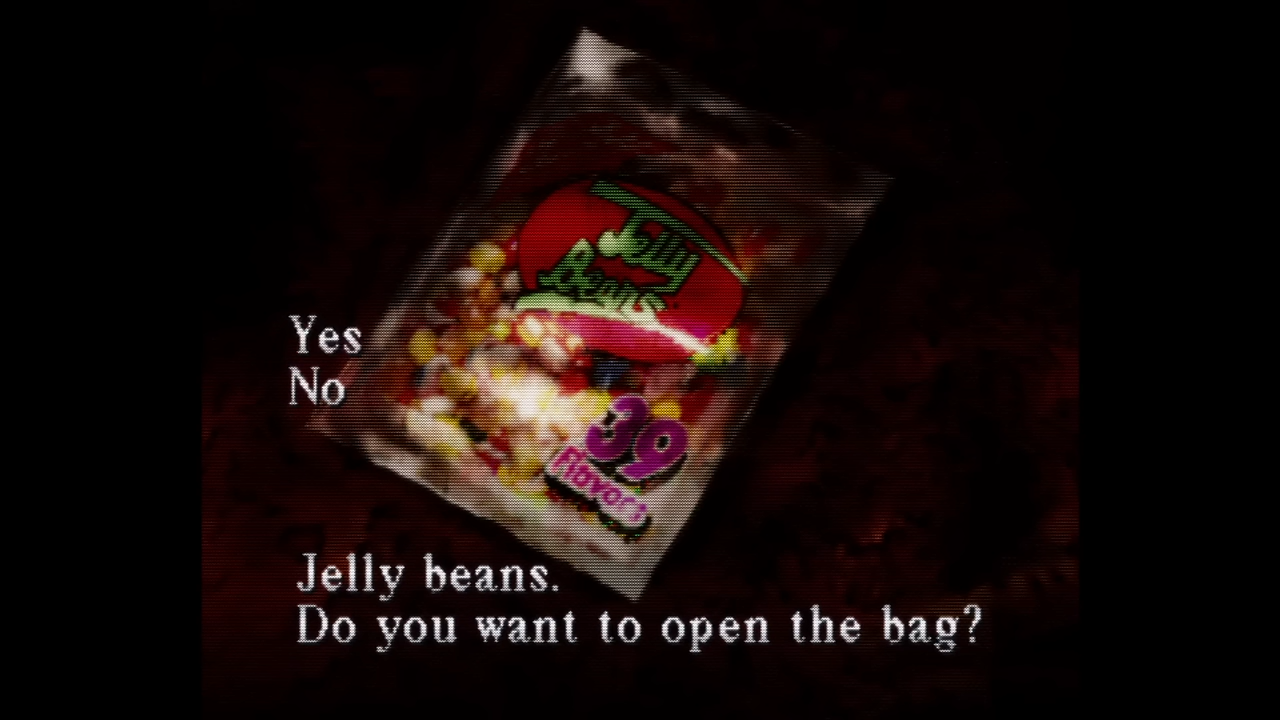 Jelly
Beans
39
Flavors
Yes
No
Jelly beans.
Do you want to open the bag?